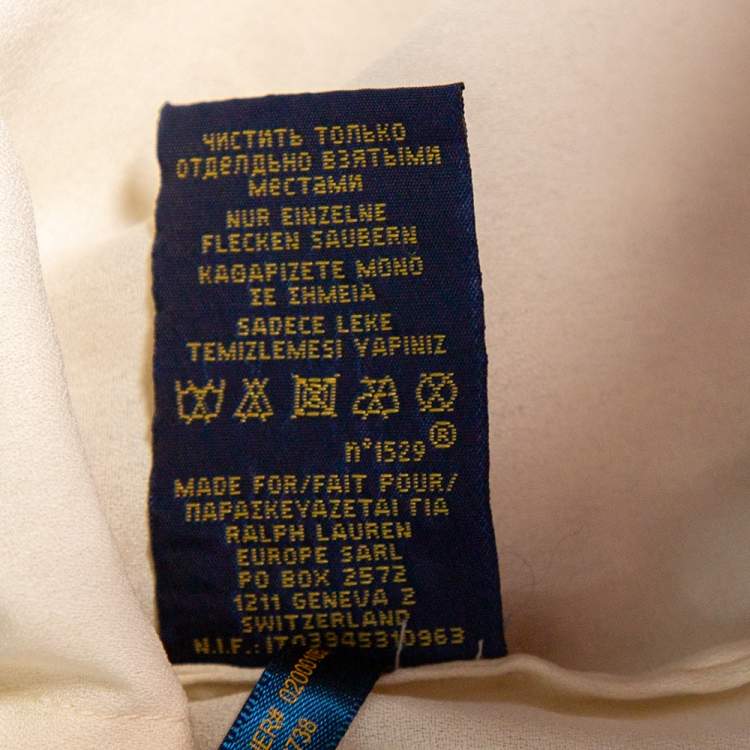 ЧИСТИТЬ ТОЛЬКО
ОТДЕЛДЬНО ВЗЯТЫМИ
МЕСТАМИ
NUR EINZELNE
FLECKEN SAUBERN
ΚΑΘΑΡΙΖΕΤΕ ΜΟΝΟ
ΣΕ ΣΗΜΕΙΑ
SADECE LEKE
TEMIZLEMESI YAPINIZ
n°1529®
MADE FOR/FAIT POUR/
ΠΑΡΑΣΚΕΥΑΖΕΤΑΙ ΓΙΑ
RALPH LAUREN
EUROPE SARL
PO BOX 2572
1211 GENEVA 2
SWITZERLAND
N.I.F.:IT03945310963